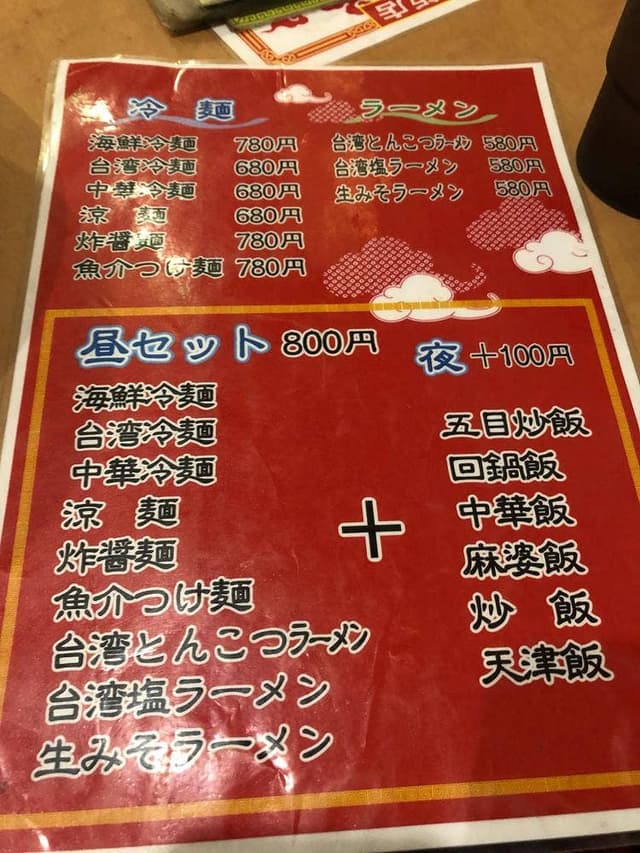 飯店
冷麺
海鮮冷麺 780円
台湾冷麺 680円
中華冷麺 680円
涼 麺 680円
炸醤麺 780円
魚介つけ麺 780円
ラーメン
台湾とんこつラーメン 580円
台湾塩ラーメン 580円
生みそラーメン 580円
昼セット 800円 夜 +100円
海鮮冷麺
台湾冷麺
中華冷麺
涼 麺
炸醤麺
魚介つけ麺
台湾とんこつラーメン
台湾塩ラーメン
生みそラーメン
+
五目炒飯
回鍋飯
中華飯
麻婆飯
炒 飯
天津飯